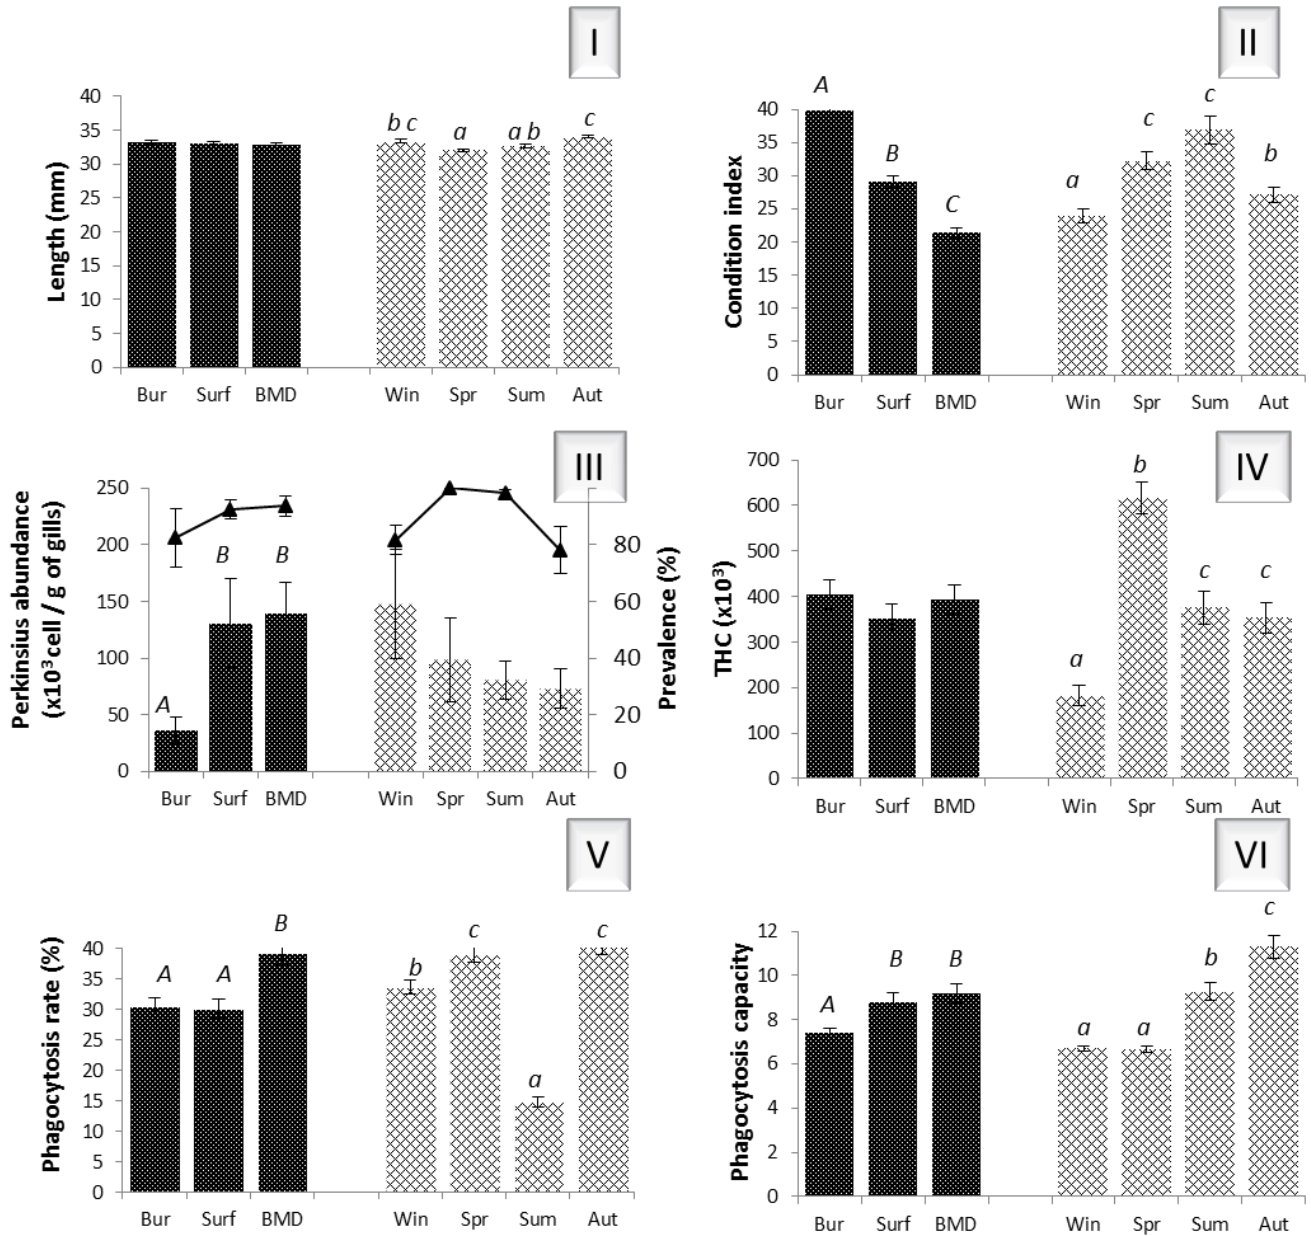 I
Length (mm)
40
35
30
25
20
15
10
5
0
b c
a
a b
c
Bur Surf BMD Win Spr Sum Aut
II
Condition index
40
35
30
25
20
15
10
5
0
A
B
C
a
c
c
b
Bur Surf BMD Win Spr Sum Aut
III
Perkinsius abundance
(x10³ cell / g of gills)
250
200
150
100
50
0
A
B
B
Prevalence (%)
80
60
40
20
0
Bur Surf BMD Win Spr Sum Aut
IV
THC (x10³)
700
600
500
400
300
200
100
0
a
b
c
c
Bur Surf BMD Win Spr Sum Aut
V
Phagocytosis rate (%)
40
35
30
25
20
15
10
5
0
A
A
B
b
c
a
c
Bur Surf BMD Win Spr Sum Aut
VI
Phagocytosis capacity
12
10
8
6
4
2
0
A
B
B
a
a
b
c
Bur Surf BMD Win Spr Sum Aut